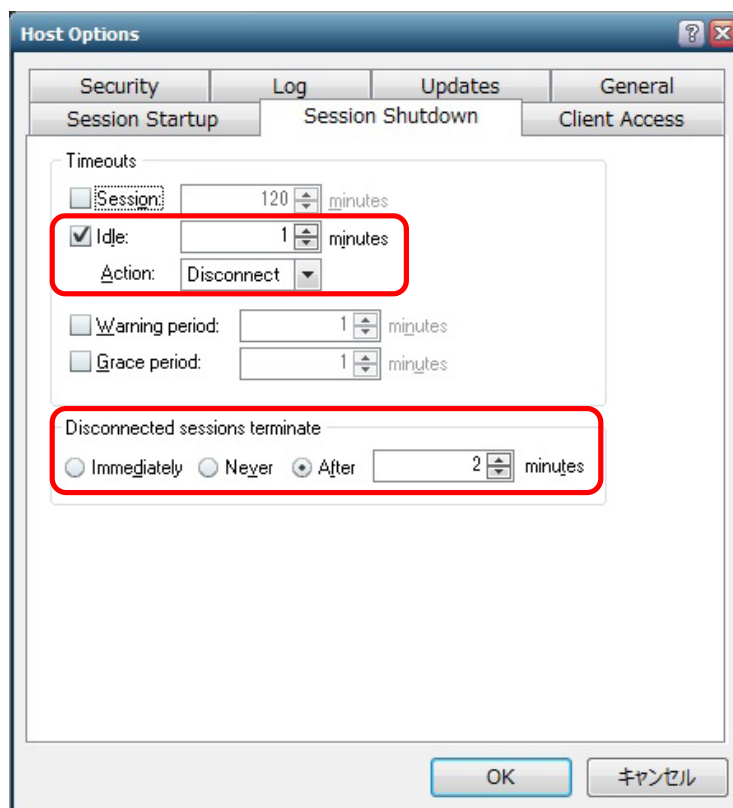 Host Options
Security Log Updates General
Session Startup Session Shutdown Client Access
Timeouts
Session: 120 minutes
Idle: 1 minutes
Action: Disconnect
Warning period: 1 minutes
Grace period: 1 minutes
Disconnected sessions terminate
Immediately Never After 2 minutes
OK キャンセル